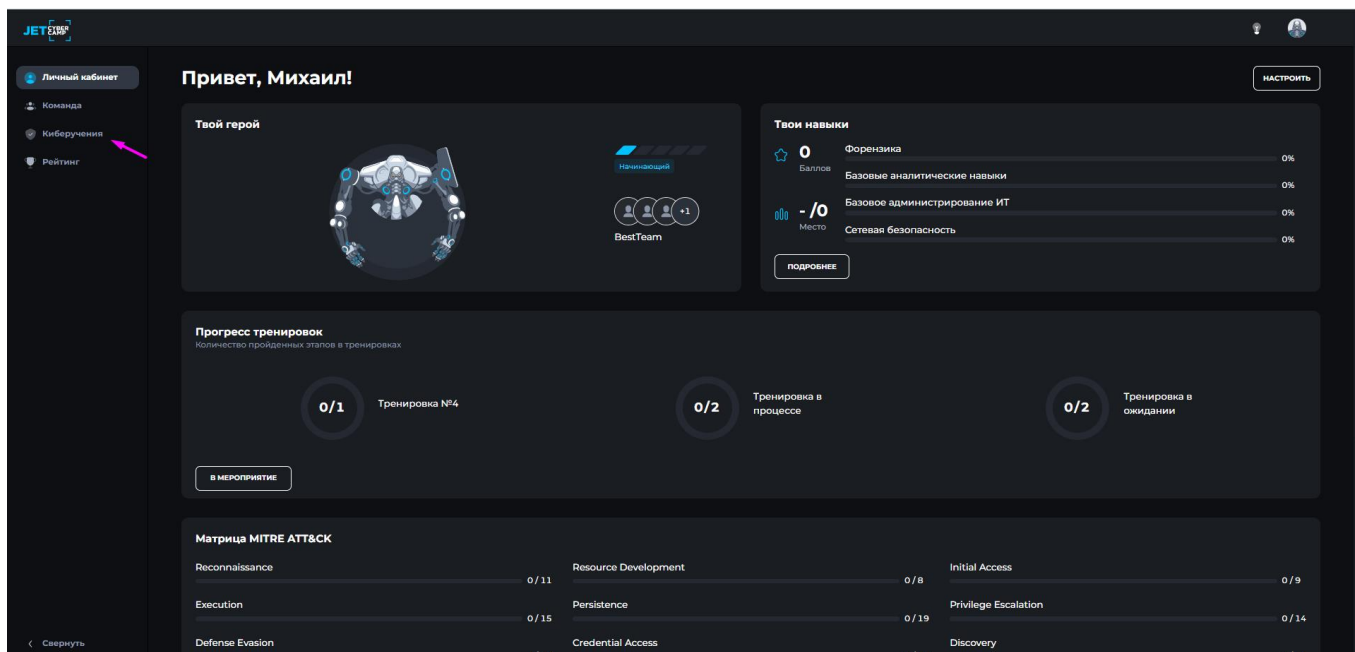 JET CYBER CAMP
Личный кабинет
Команда
Киберучения
Рейтинг
Свернуть
Привет, Михаил!
НАСТРОИТЬ
Твой герой
Начинающий
+1
BestTeam
Твои навыки
0
Баллов
- /0
Место
Форензика
0%
Базовые аналитические навыки
0%
Базовое администрирование ИТ
0%
Сетевая безопасность
0%
ПОДРОБНЕЕ
Прогресс тренировок
Количество пройденных этапов в тренировках
0/1
Тренировка №4
0/2
Тренировка в
процессе
0/2
Тренировка в
ожидании
В МЕРОПРИЯТИЕ
Матрица MITRE ATT&CK
Reconnaissance
0/11
Resource Development
0/8
Initial Access
0/9
Execution
0/15
Persistence
0/19
Privilege Escalation
0/14
Defense Evasion
Credential Access
Discovery